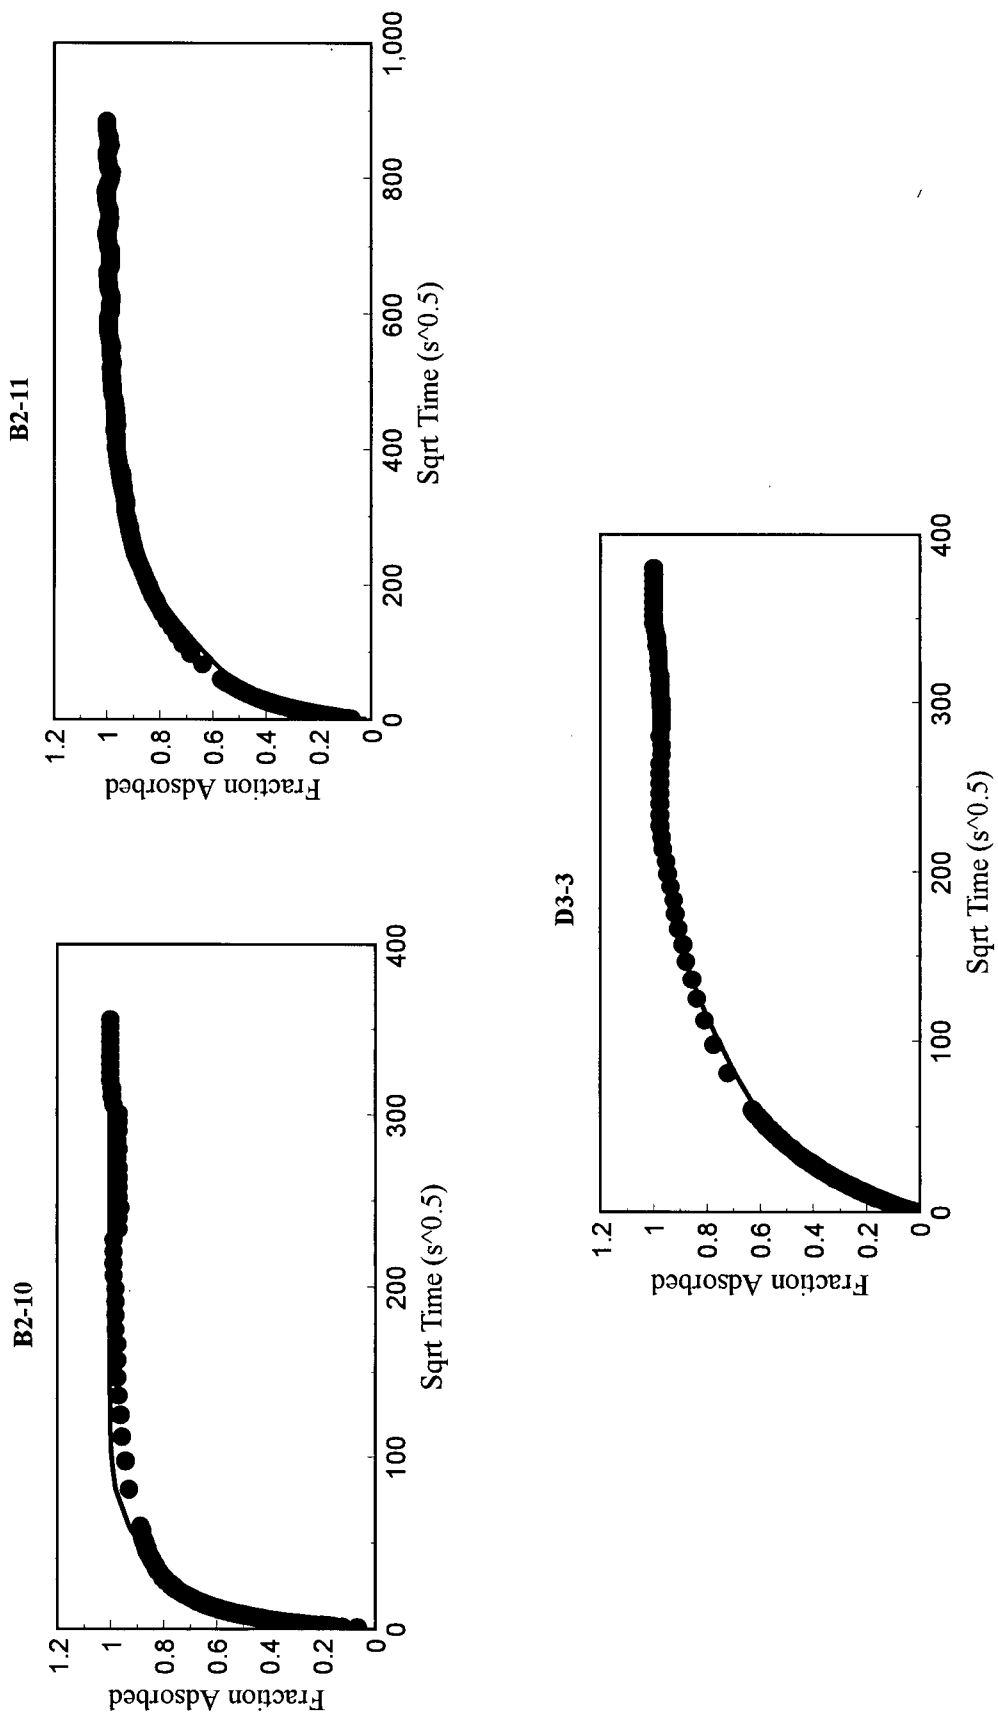 B2-10
Fraction Adsorbed
1.2
1
0.8
0.6
0.4
0.2
0
0 100 200 300 400
Sqrt Time (s^0.5)
B2-11
Fraction Adsorbed
1.2
1
0.8
0.6
0.4
0.2
0
0 200 400 600 800 1,000
Sqrt Time (s^0.5)
D3-3
Fraction Adsorbed
1.2
1
0.8
0.6
0.4
0.2
0
0 100 200 300 400
Sqrt Time (s^0.5)